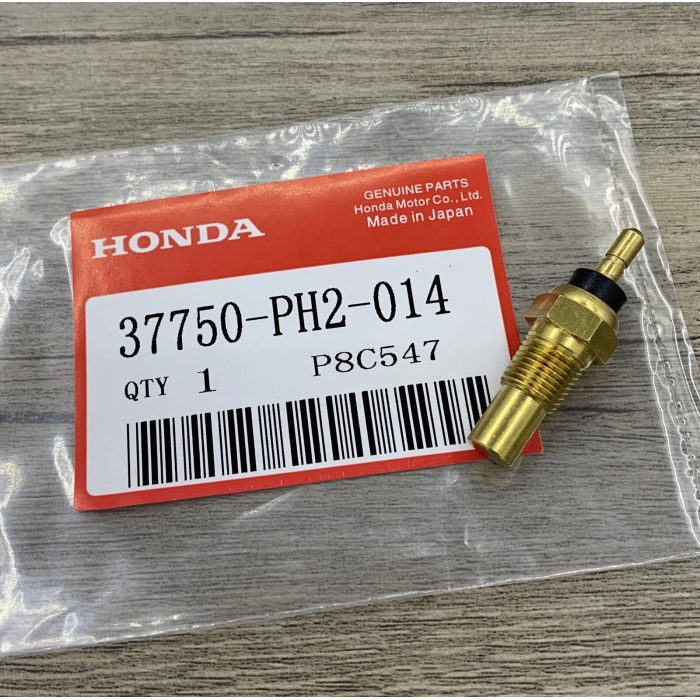 GENUINE PARTS
Honda Motor Co., Ltd.
Made in Japan
HONDA
37750-PH2-014
QTY 1 P8C547